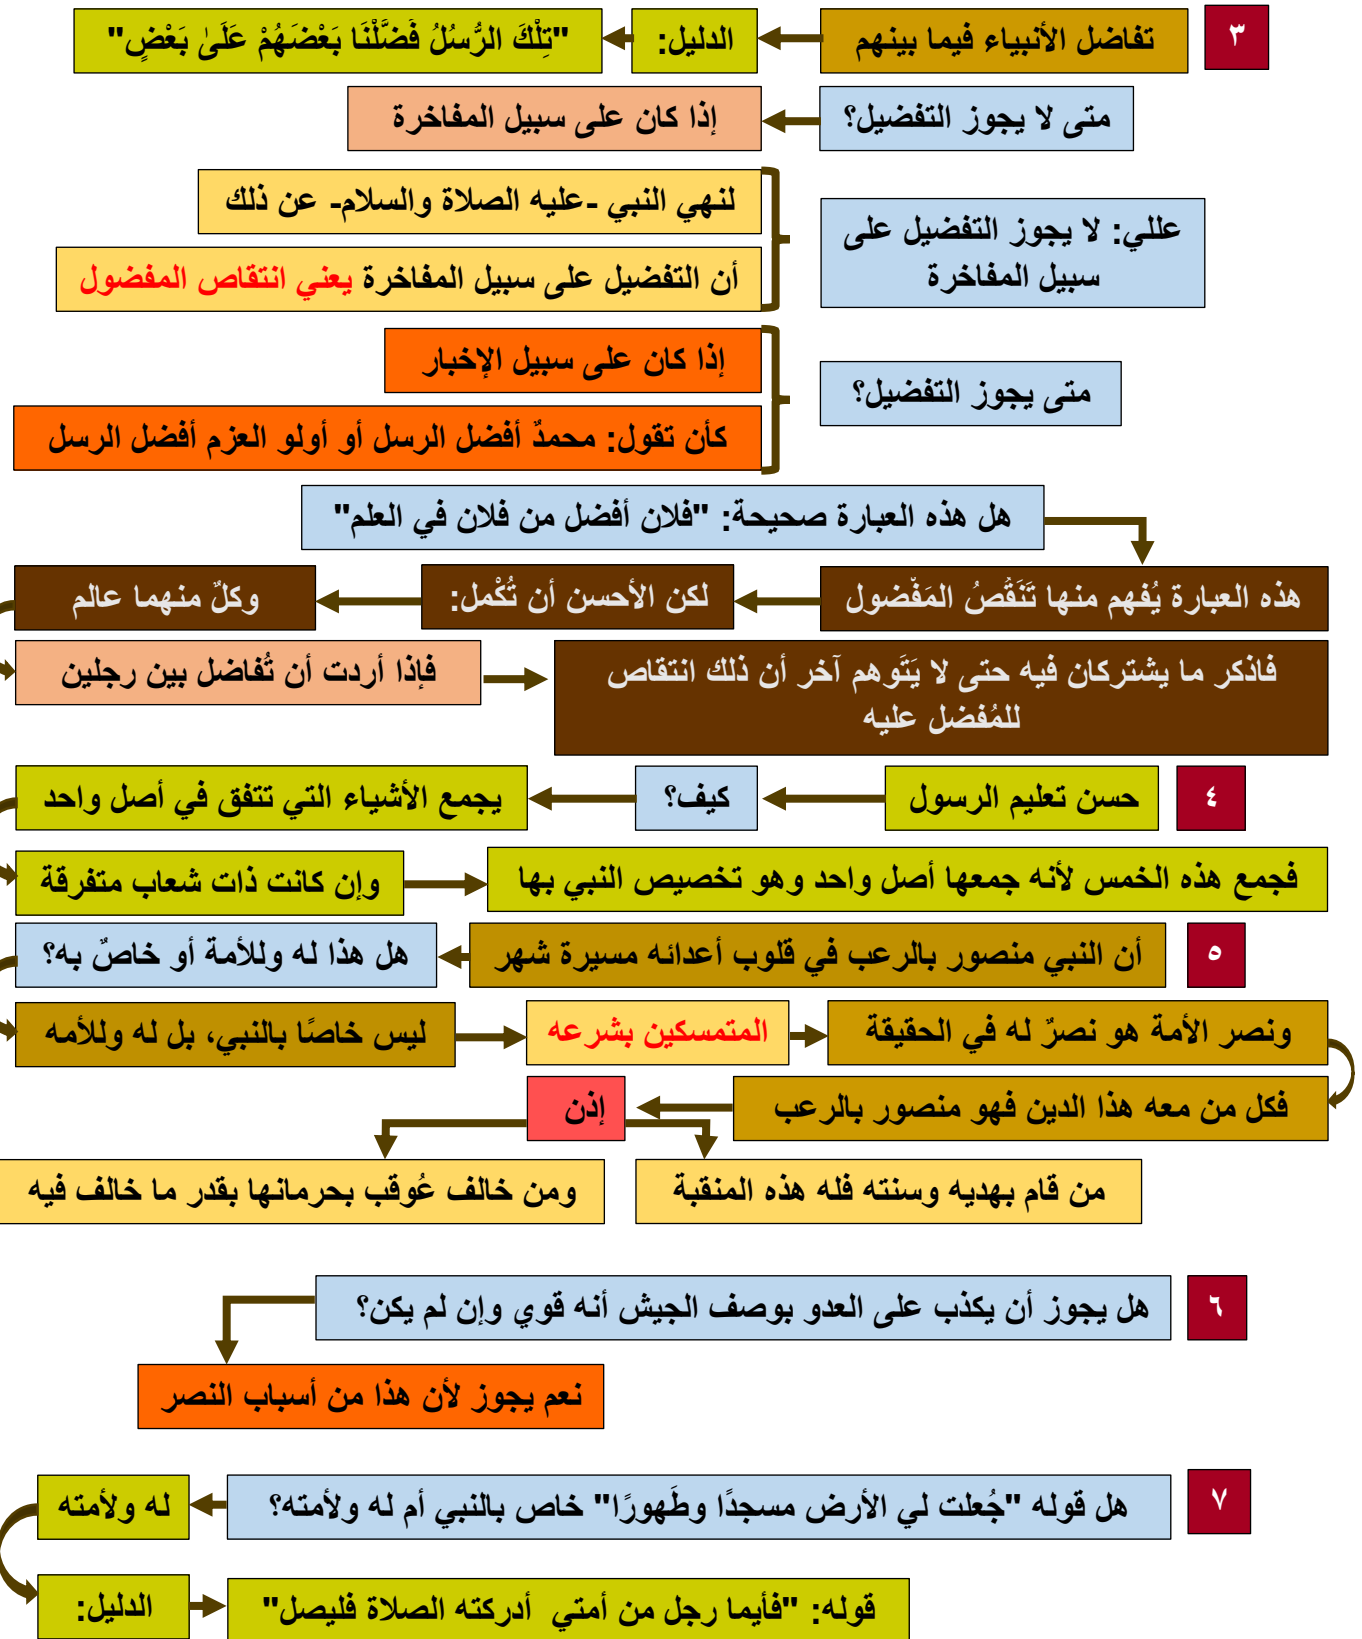 ٣
تفاضل الأنبياء فيما بينهم
الدليل:
"تِلْكَ الرُّسُلُ فَضَّلْنَا بَعْضَهُمْ عَلَىٰ بَعْضٍ"
متى لا يجوز التفضيل؟
إذا كان على سبيل المفاخرة
عللي: لا يجوز التفضيل على
سبيل المفاخرة
لنهي النبي -عليه الصلاة والسلام- عن ذلك
أن التفضيل على سبيل المفاخرة يعني انتقاص المفضول
متى يجوز التفضيل؟
إذا كان على سبيل الإخبار
كأن تقول: محمدٌ أفضل الرسل أو أولو العزم أفضل الرسل
هل هذه العبارة صحيحة: "فلان أفضل من فلان في العلم"
هذه العبارة يُفهم منها تَنَقُصُ المَفْضول
لكن الأحسن أن تُكْمل:
وكلٌ منهما عالم
فإذا أردت أن تُفاضل بين رجلين
فاذكر ما يشتركان فيه حتى لا يَتَوهم آخر أن ذلك انتقاص
للمُفضل عليه
٤
حسن تعليم الرسول
كيف؟
يجمع الأشياء التي تتفق في أصل واحد
وإن كانت ذات شعاب متفرقة
فجمع هذه الخمس لأنه جمعها أصل واحد وهو تخصيص النبي بها
٥
أن النبي منصور بالرعب في قلوب أعدائه مسيرة شهر
هل هذا له وللأمة أو خاصٌ به؟
ليس خاصًا بالنبي، بل له وللأمه
المتمسكين بشرعه
ونصر الأمة هو نصرٌ له في الحقيقة
فكل من معه هذا الدين فهو منصور بالرعب
إذن
من قام بهديه وسنته فله هذه المنقبة
ومن خالف عُوقب بحرمانها بقدر ما خالف فيه
٦
هل يجوز أن يكذب على العدو بوصف الجيش أنه قوي وإن لم يكن؟
نعم يجوز لأن هذا من أسباب النصر
٧
هل قوله "جُعلت لي الأرض مسجدًا وطَهورًا" خاص بالنبي أم له ولأمته؟
له ولأمته
الدليل:
قوله: "فأيما رجل من أمتي أدركته الصلاة فليصل"